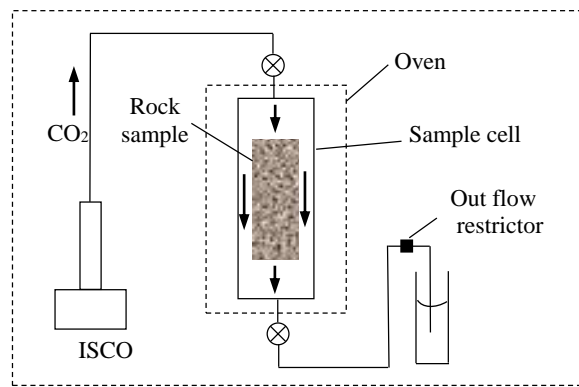 Oven
CO₂
Rock
sample
Sample cell
Out flow
restrictor
ISCO